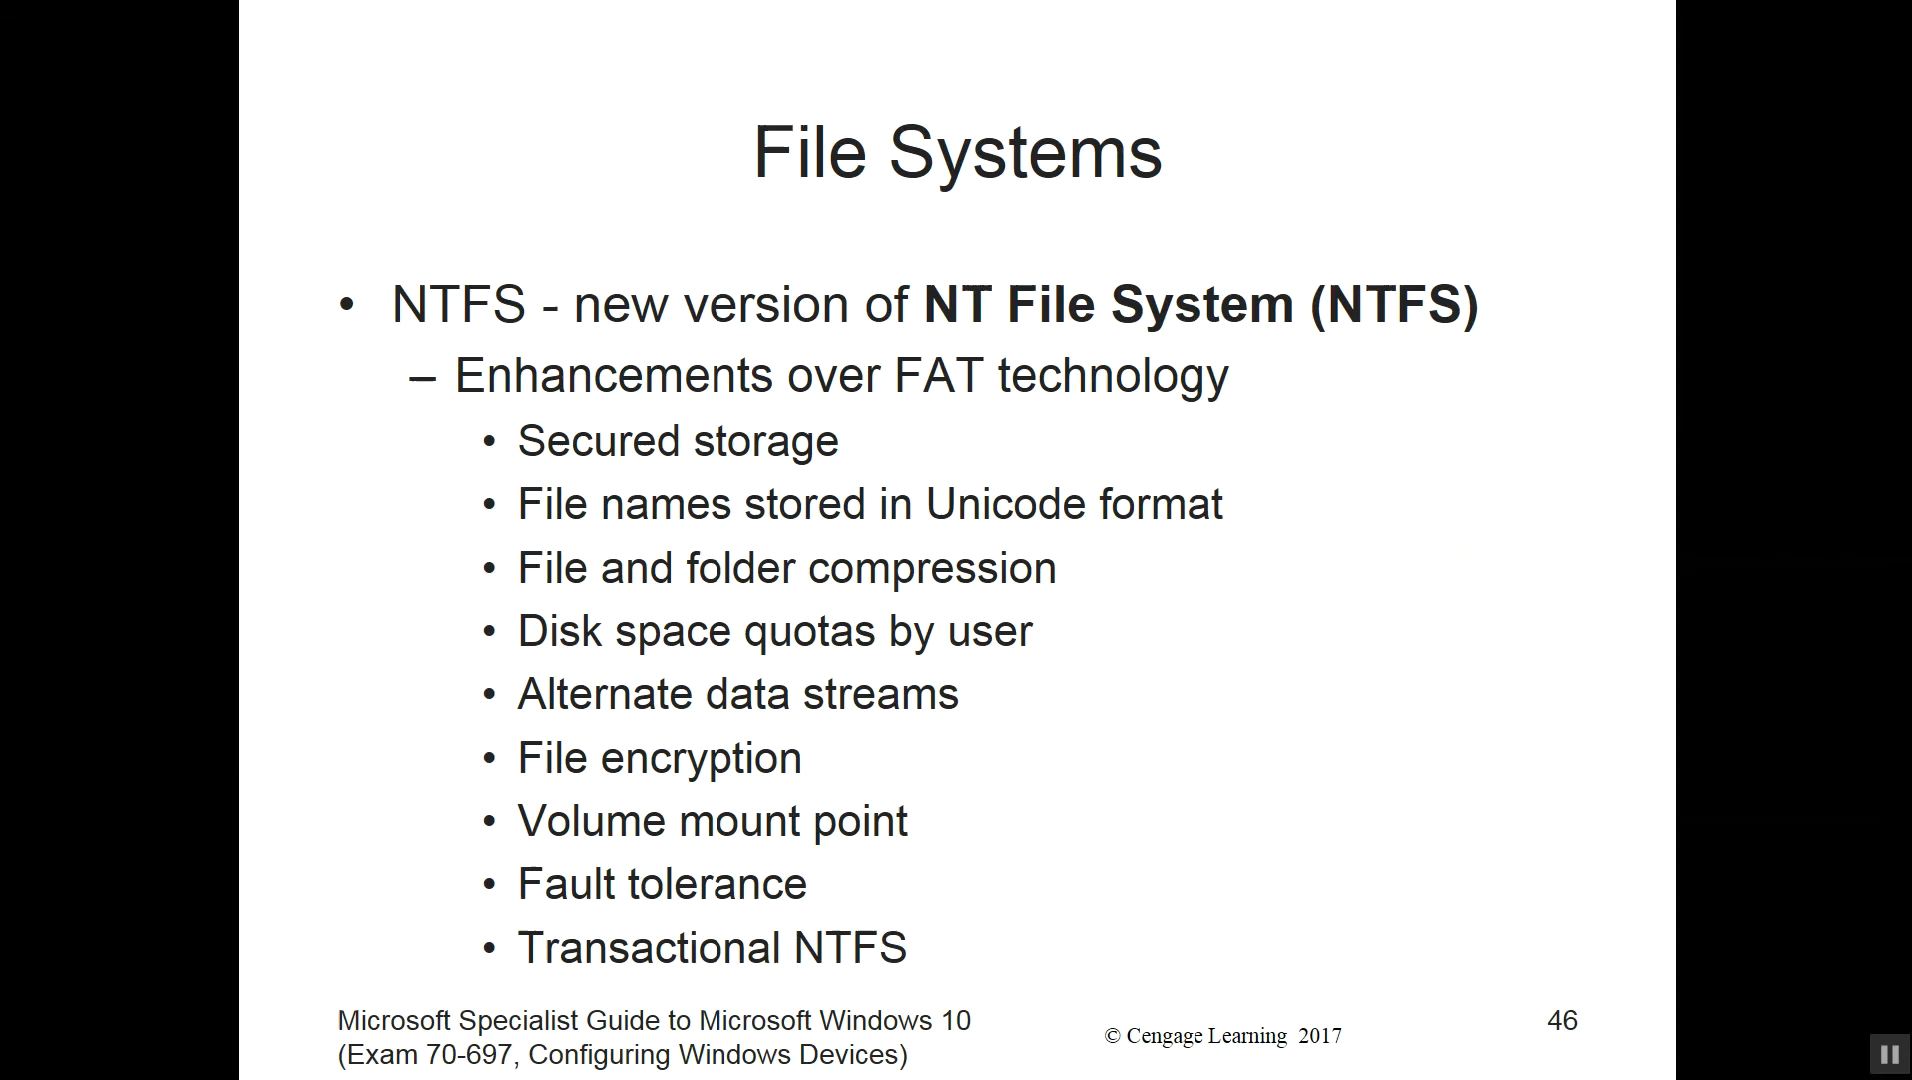 File Systems
• NTFS - new version of NT File System (NTFS)
– Enhancements over FAT technology
• Secured storage
• File names stored in Unicode format
• File and folder compression
• Disk space quotas by user
• Alternate data streams
• File encryption
• Volume mount point
• Fault tolerance
• Transactional NTFS
Microsoft Specialist Guide to Microsoft Windows 10
(Exam 70-697, Configuring Windows Devices)
© Cengage Learning 2017
46